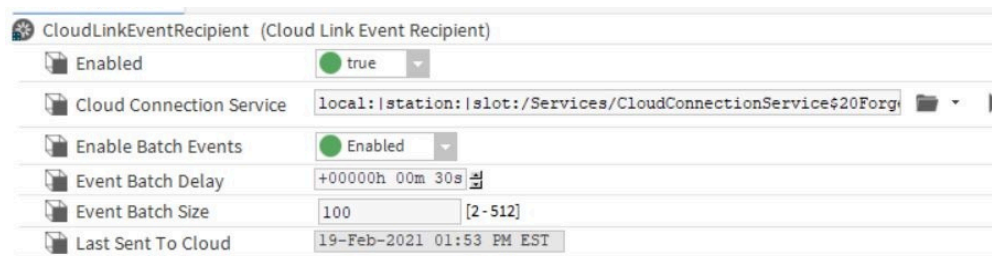 CloudLinkEventRecipient (Cloud Link Event Recipient)
Enabled true
Cloud Connection Service local:|station:|slot:/Services/CloudConnectionService$20Forg
Enable Batch Events Enabled
Event Batch Delay +00000h 00m 30s
Event Batch Size 100 [2 - 512]
Last Sent To Cloud 19-Feb-2021 01:53 PM EST